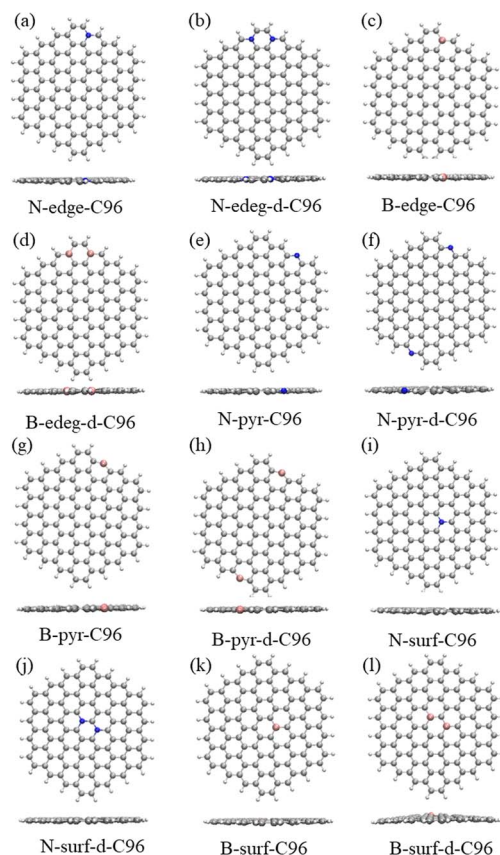 (a) (b) (c)
N-edge-C96 N-edeg-d-C96 B-edge-C96
(d) (e) (f)
B-edeg-d-C96 N-pyr-C96 N-pyr-d-C96
(g) (h) (i)
B-pyr-C96 B-pyr-d-C96 N-surf-C96
(j) (k) (l)
N-surf-d-C96 B-surf-C96 B-surf-d-C96